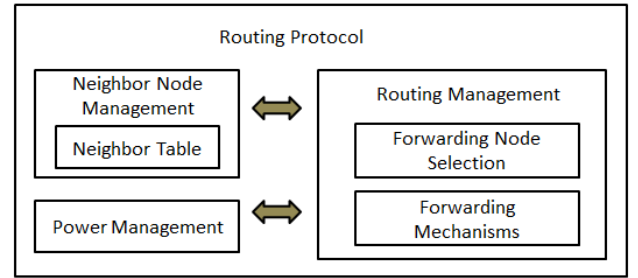 Routing Protocol
Neighbor Node
Management
Neighbor Table
Power Management
Routing Management
Forwarding Node
Selection
Forwarding
Mechanisms